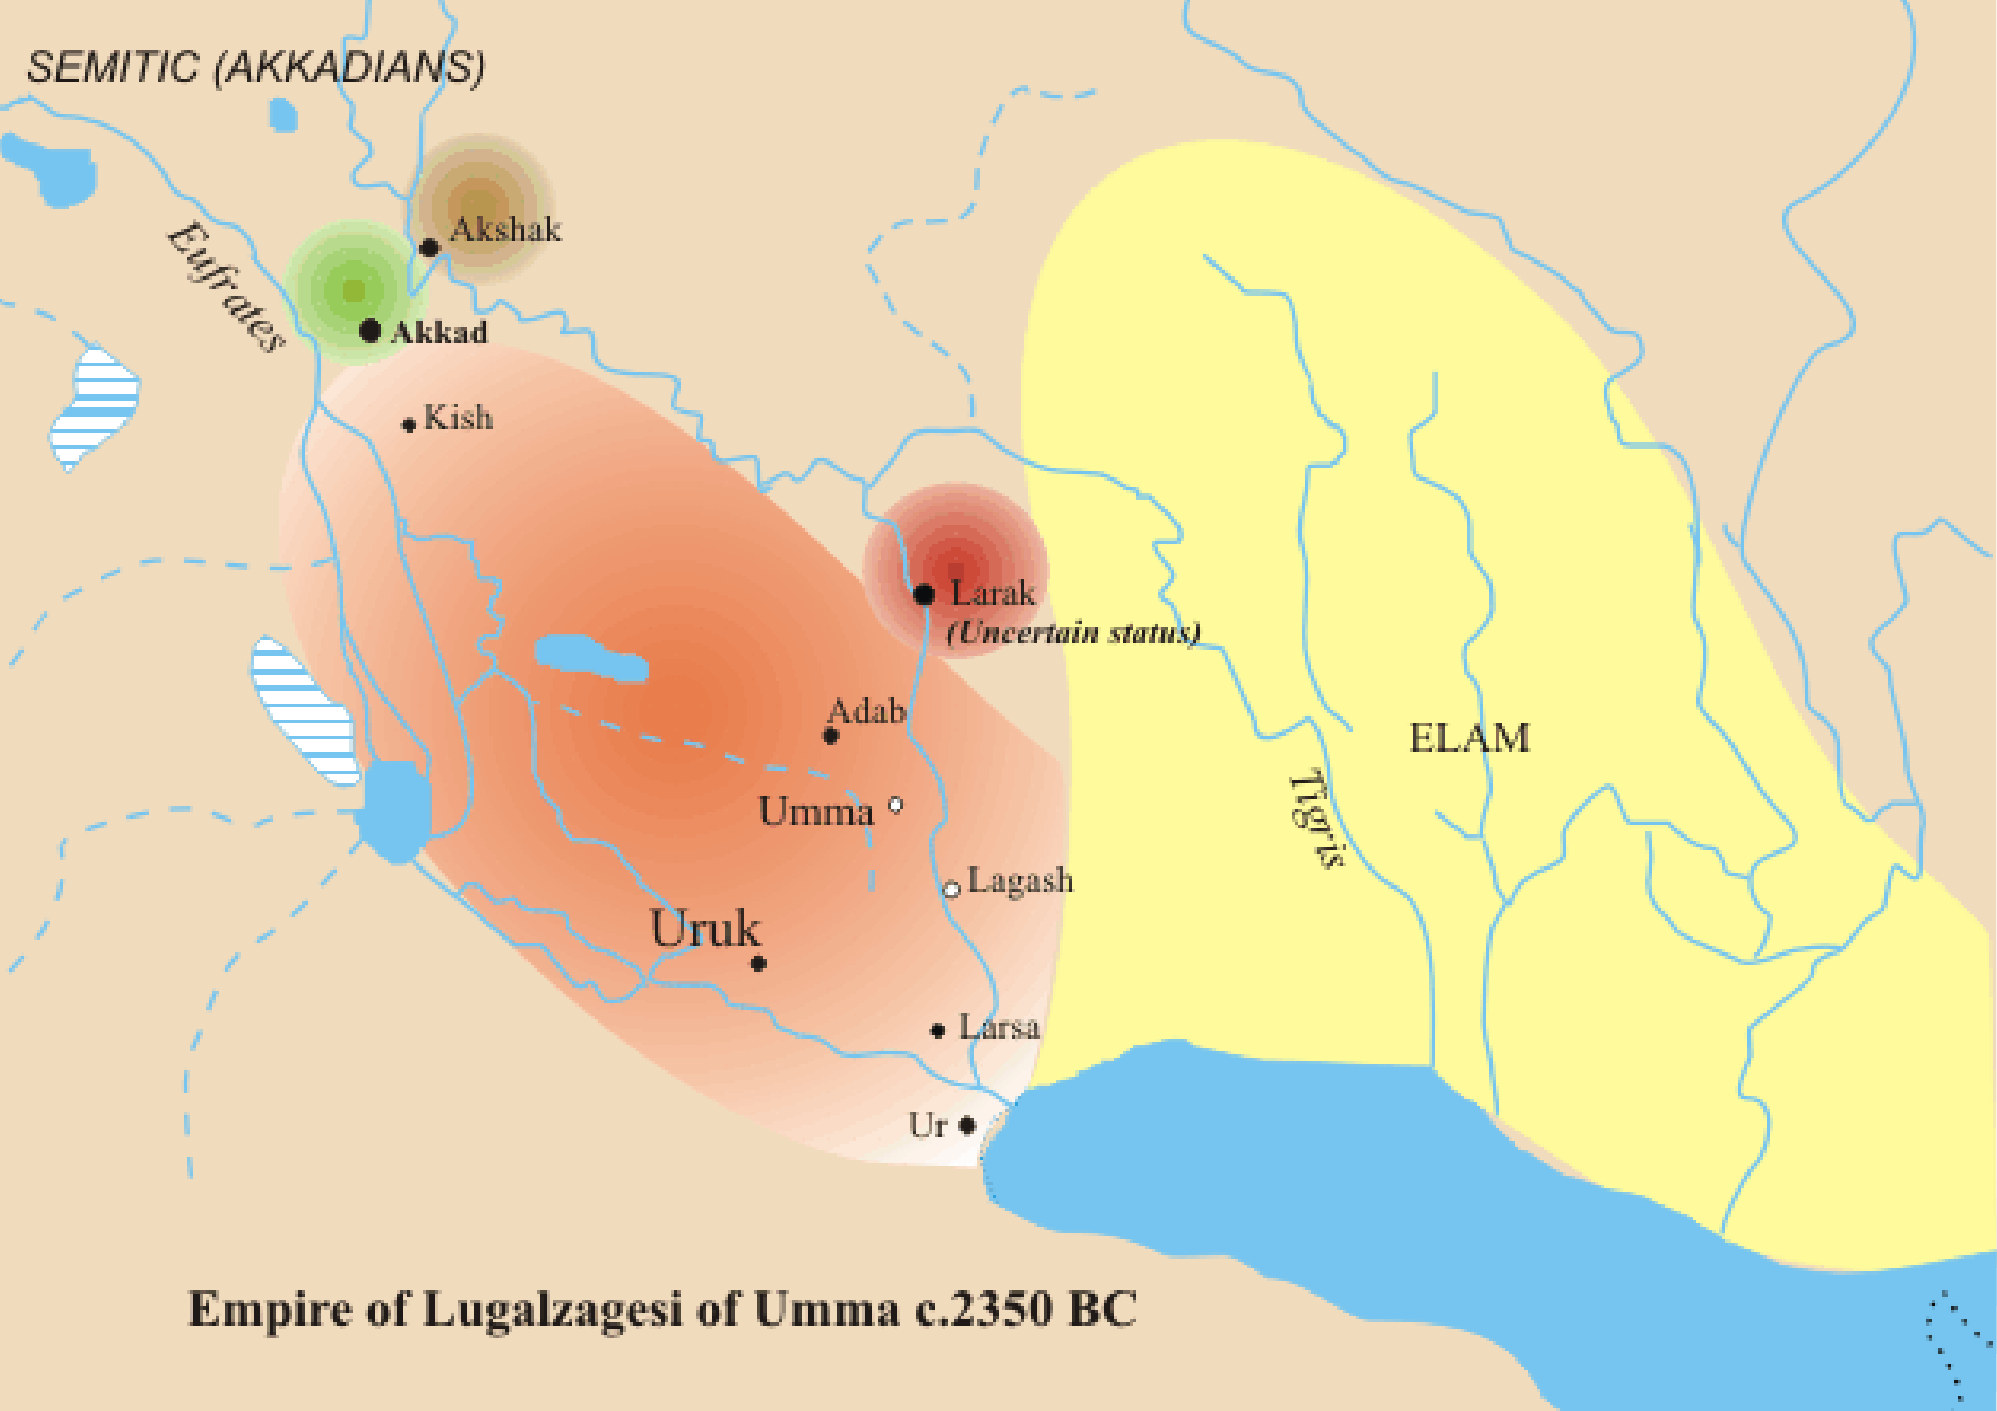 SEMITIC (AKKADIANS)
Akshak
Eufrates
Akkad
Kish
Larak
(Uncertain status)
Adab
ELAM
Umma
Tigris
Lagash
Uruk
Larsa
Ur
Empire of Lugalzagesi of Umma c.2350 BC